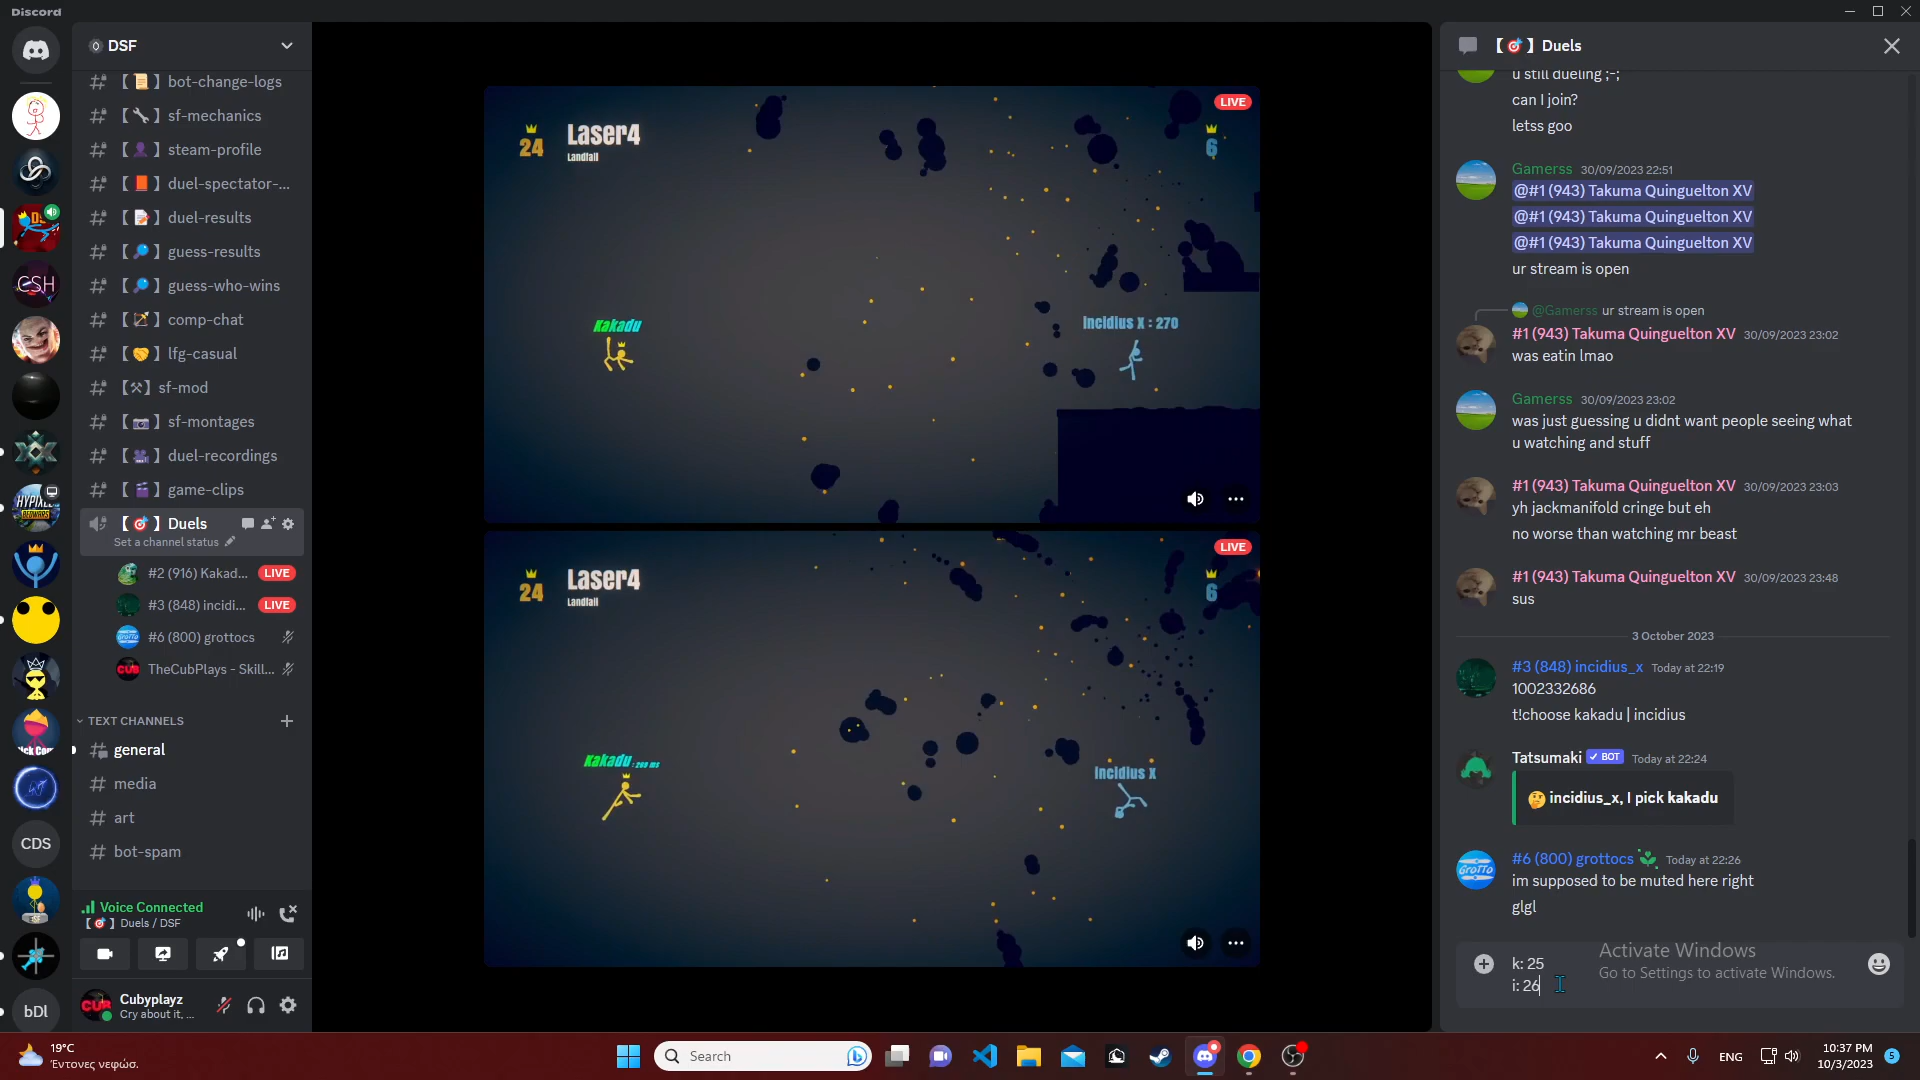 Discord
DSF
【📜】bot-change-logs
【🔧】sf-mechanics
【👤】steam-profile
【📕】duel-spectator-...
【📝】duel-results
【🔎】guess-results
【🔎】guess-who-wins
【🏹】comp-chat
【🤝】lfg-casual
【⚒】sf-mod
【📷】sf-montages
【🎥】duel-recordings
【🎬】game-clips
【🎯】Duels
Set a channel status
#2 (916) Kakad... LIVE
#3 (848) incidi... LIVE
#6 (800) grottocs
TheCubPlays - Skill...
TEXT CHANNELS
general
media
art
bot-spam
Voice Connected
【🎯】Duels / DSF
Cubyplayz
Cry about it, ...
CSH
CDS
bDl
LIVE
24
Laser4
Landfall
6
Kakadu
incidius X : 270
LIVE
24
Laser4
Landfall
6
Kakadu
incidius X
【🎯】Duels
u still dueling ;-;
can I join?
letss goo
Gamerss 30/09/2023 22:51
@#1 (943) Takuma Quinguelton XV
@#1 (943) Takuma Quinguelton XV
@#1 (943) Takuma Quinguelton XV
ur stream is open
@Gamerss ur stream is open
#1 (943) Takuma Quinguelton XV 30/09/2023 23:02
was eatin lmao
Gamerss 30/09/2023 23:02
was just guessing u didnt want people seeing what
u watching and stuff
#1 (943) Takuma Quinguelton XV 30/09/2023 23:03
yh jackmanifold cringe but eh
no worse than watching mr beast
#1 (943) Takuma Quinguelton XV 30/09/2023 23:48
sus
3 October 2023
#3 (848) incidius_x Today at 22:19
1002332686
t!choose kakadu | incidius
Tatsumaki ✓ BOT Today at 22:24
🤔 incidius_x, I pick kakadu
#6 (800) grottocs Today at 22:26
im supposed to be muted here right
glgl
k: 25
i: 26
Activate Windows
Go to Settings to activate Windows.
19°C
Έντονες νεφώσ.
Search
ENG
10:37 PM
10/3/2023
5